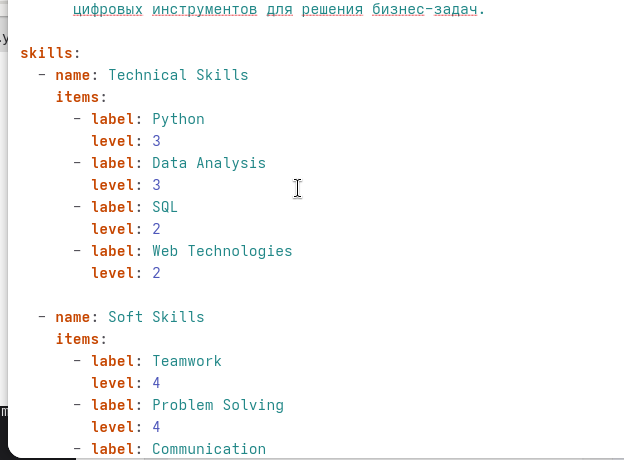 цифровых инструментов для решения бизнес-задач.
skills:
- name: Technical Skills
items:
- label: Python
level: 3
- label: Data Analysis
level: 3
- label: SQL
level: 2
- label: Web Technologies
level: 2
- name: Soft Skills
items:
- label: Teamwork
level: 4
- label: Problem Solving
level: 4
- label: Communication